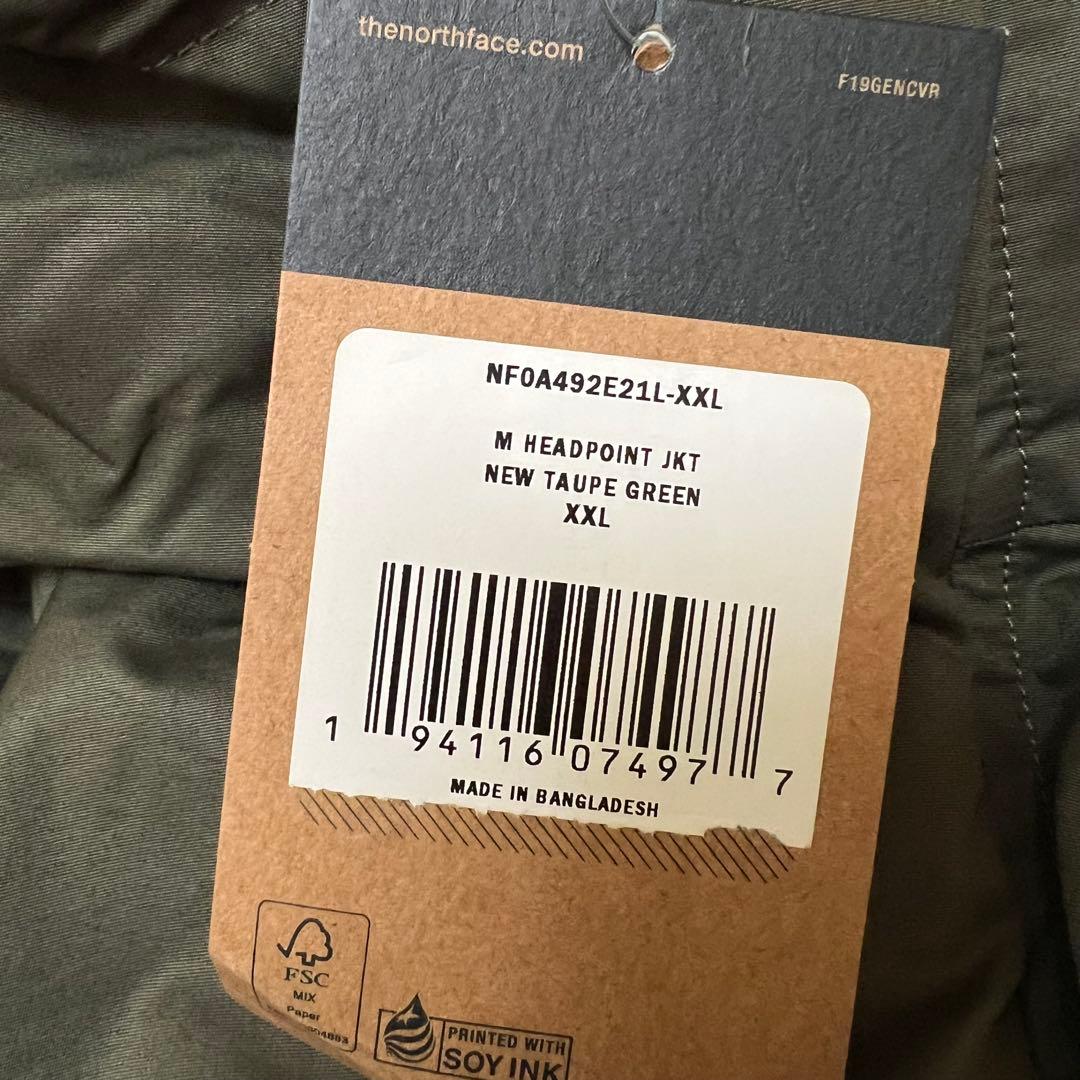 thenorthface.com
F19GENCVR
NF0A492E21L-XXL
M HEADPOINT JKT
NEW TAUPE GREEN
XXL
1 94116 07497 7
MADE IN BANGLADESH
FSC
MIX
Paper
PRINTED WITH
SOY INK